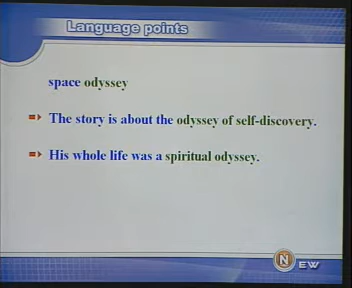 Language points
space odyssey
The story is about the odyssey of self-discovery.
His whole life was a spiritual odyssey.
NEW